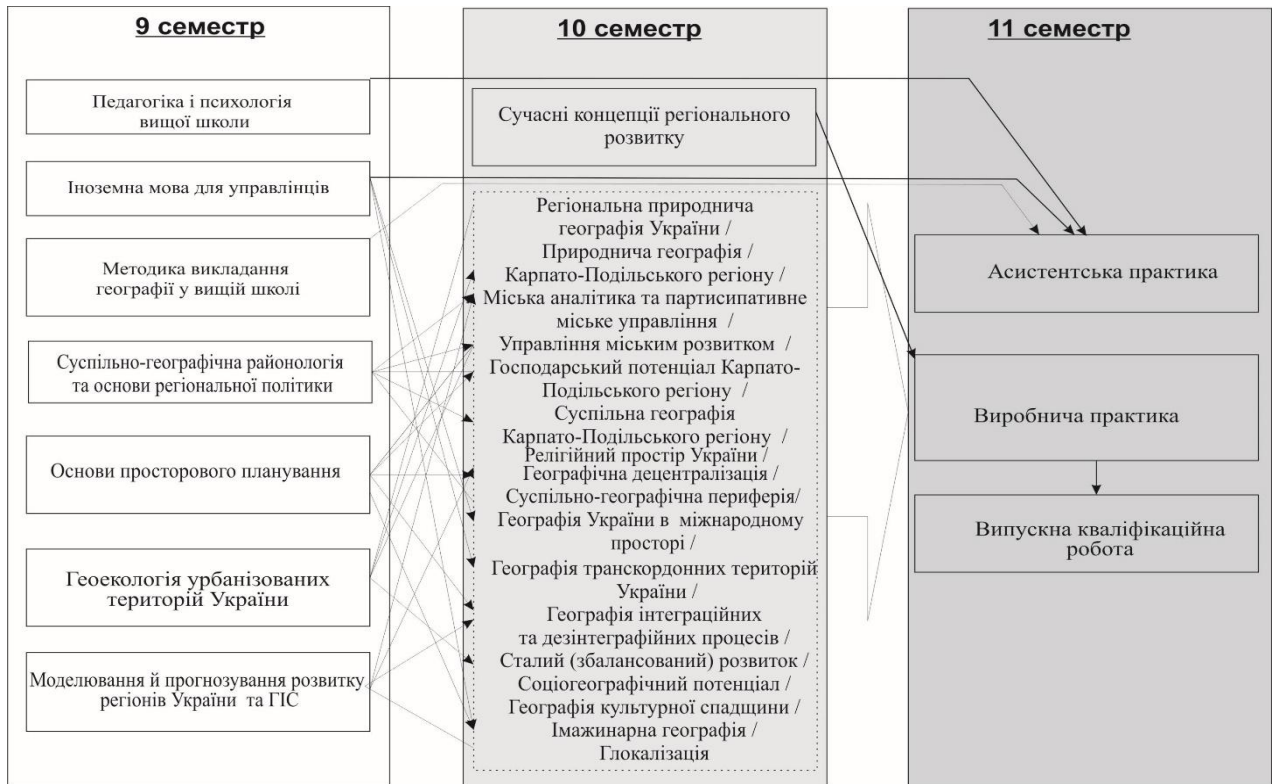 9 семестр
Педагогіка і психологія
вищої школи
Іноземна мова для управлінців
Методика викладання
географії у вищій школі
Суспільно-географічна районологія
та основи регіональної політики
Основи просторового планування
Геоекологія урбанізованих
територій України
Моделювання й прогнозування розвитку
регіонів України та ГІС
10 семестр
Сучасні концепції регіонального
розвитку
Регіональна природнича
географія України /
Природнича географія /
Карпато-Подільського регіону /
Міська аналітика та партисипативне
міське управління /
Управління міським розвитком /
Господарський потенціал Карпато-
Подільського регіону /
Суспільна географія
Карпато-Подільського регіону /
Релігійний простір України /
Географічна децентралізація /
Суспільно-географічна периферія/
Географія України в міжнародному
просторі /
Географія транскордонних територій
України /
Географія інтеграційних
та дезінтеграфійних процесів /
Сталий (збалансований) розвиток /
Соціогеографічний потенціал /
Географія культурної спадщини /
Імажинарна географія /
Глокалізація
11 семестр
Асистентська практика
Виробнича практика
Випускна кваліфікаційна
робота